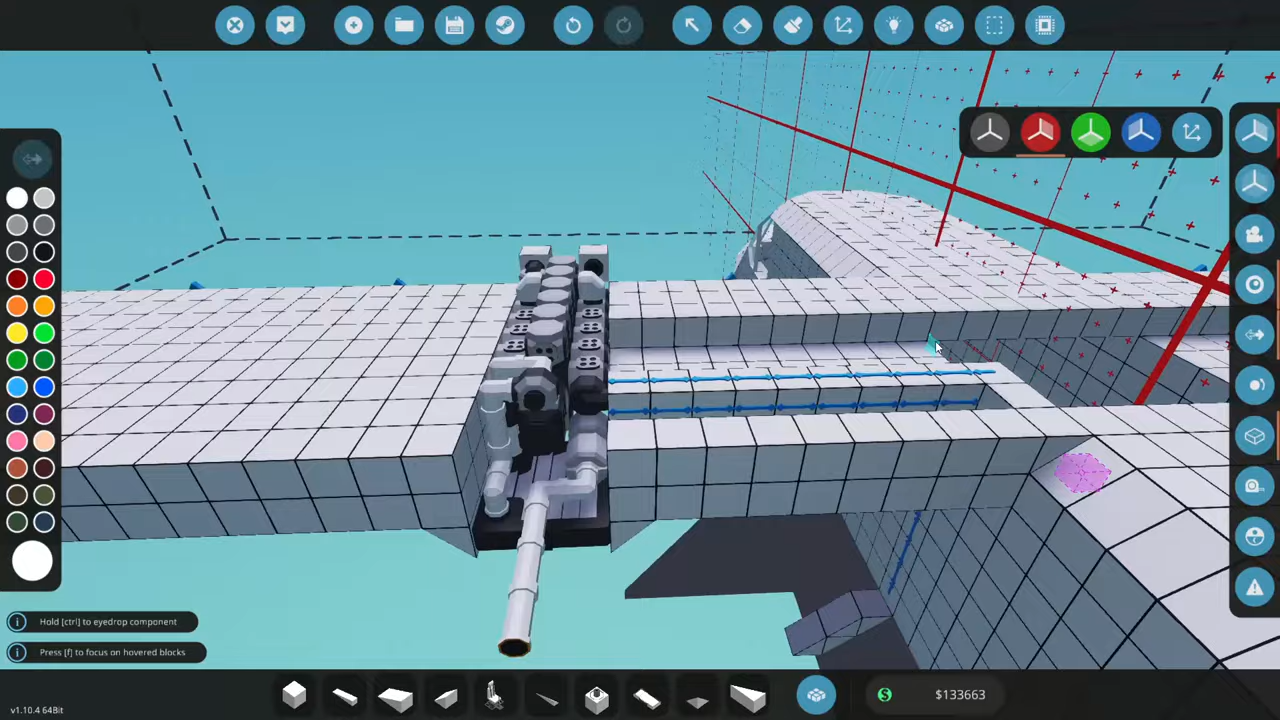 Hold [ctrl] to eyedrop component
Press [f] to focus on hovered blocks
v1.10.4 64Bit
$133663